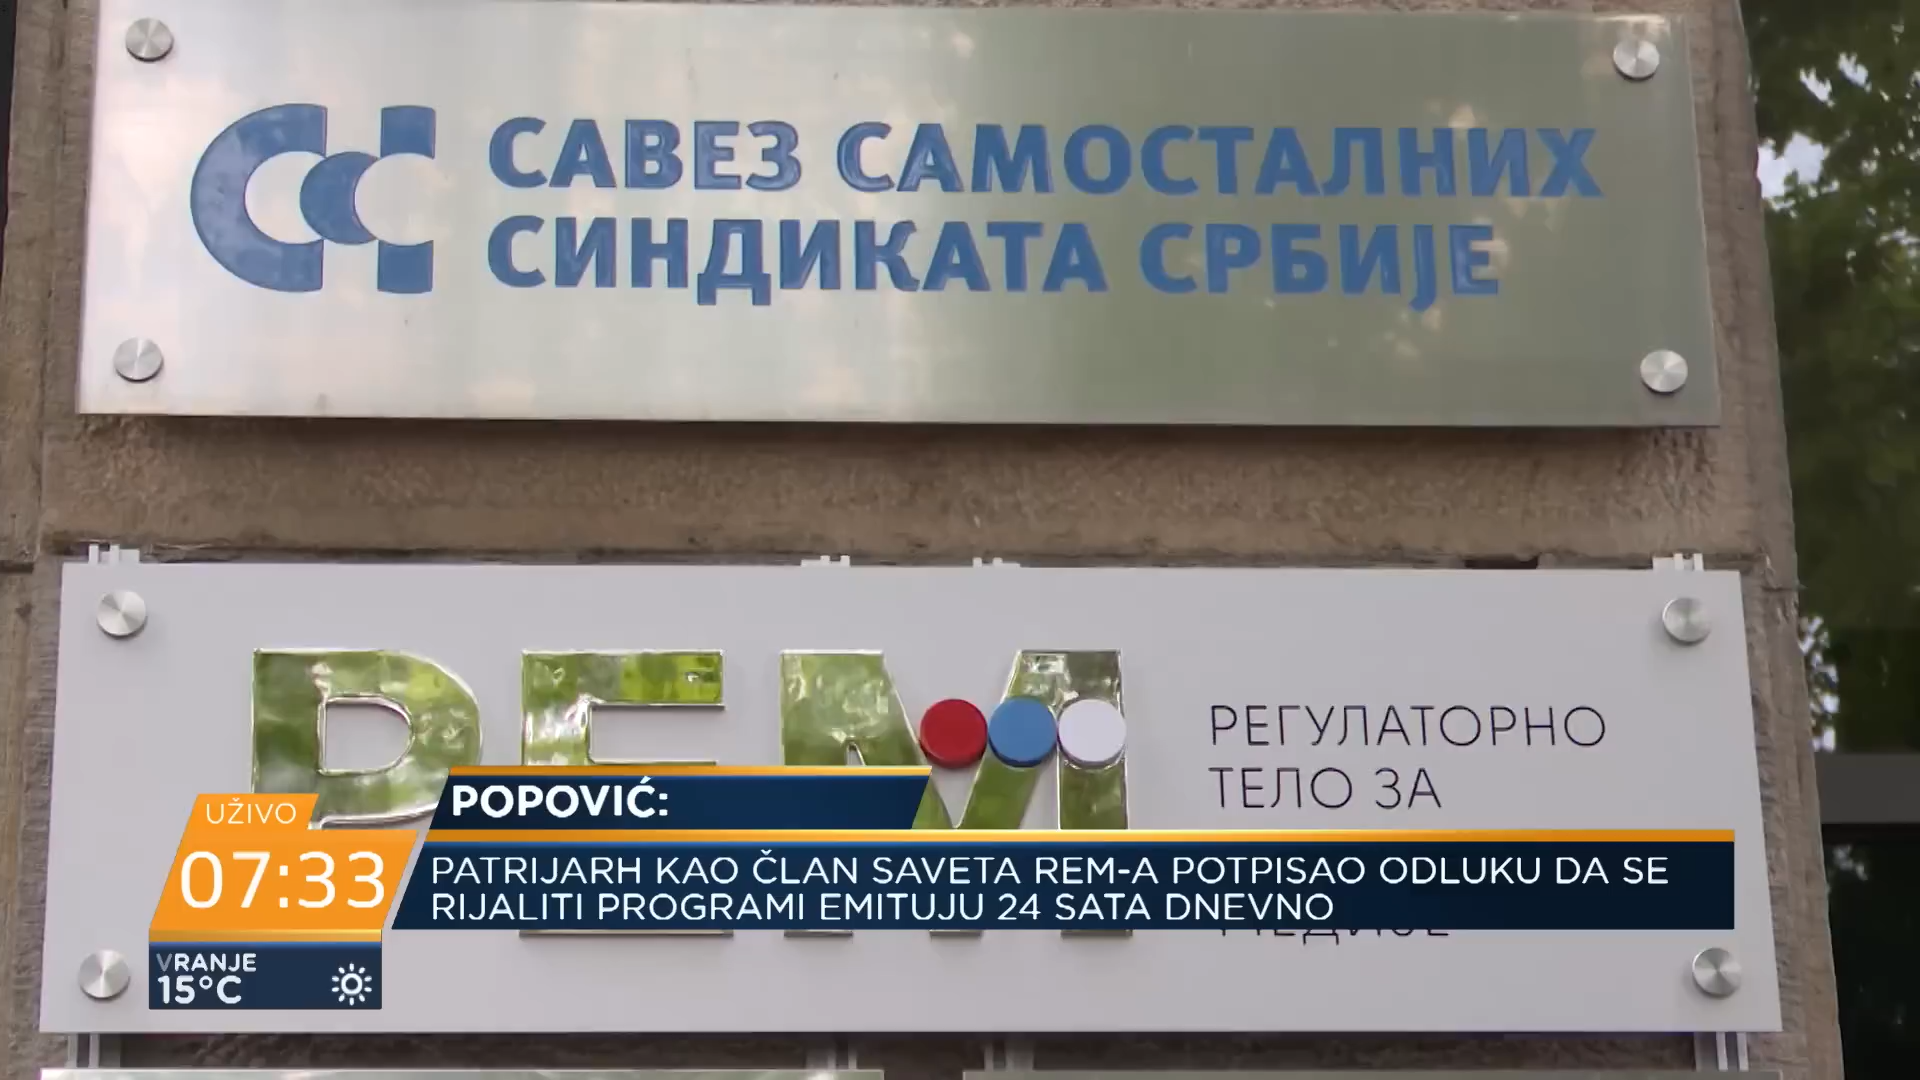 САВЕЗ САМОСТАЛНИХ
СИНДИКАТА СРБИЈЕ
РЕМ
РЕГУЛАТОРНО
ТЕЛО ЗА
POPOVIĆ:
UŽIVO
07:33
PATRIJARH KAO ČLAN SAVETA REM-A POTPISAO ODLUKU DA SE
RIJALITI PROGRAMI EMITUJU 24 SATA DNEVNO
VRANJE
15°C